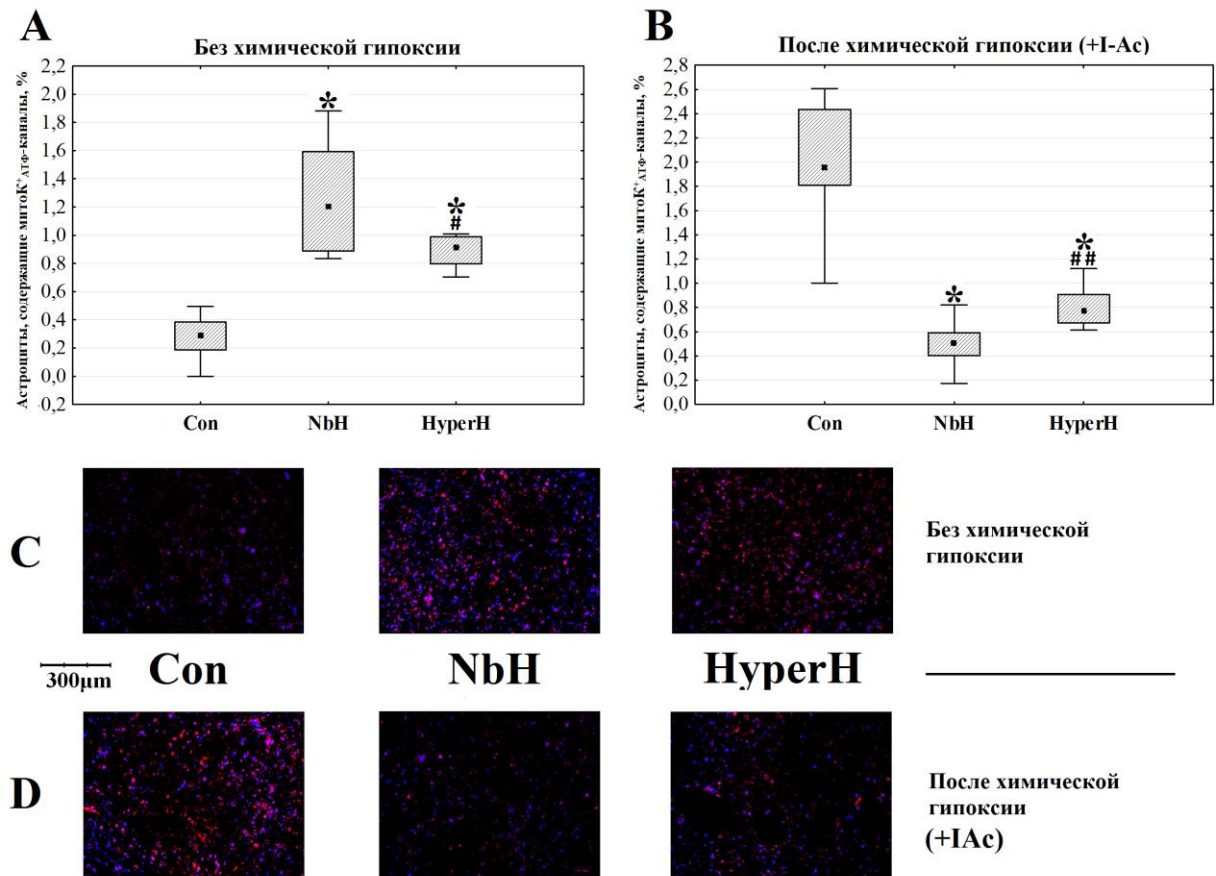 A
Без химической гипоксии
Астроциты, содержащие митоК⁺АТФ-каналы, %
2,2
2,0
1,8
1,6
1,4
1,2
1,0
0,8
0,6
0,4
0,2
0,0
0,2
*
*
#
Con
NbH
HyperH
B
После химической гипоксии (+I-Ac)
Астроциты, содержащие митоК⁺АТФ-каналы, %
2,8
2,6
2,4
2,2
2,0
1,8
1,6
1,4
1,2
1,0
0,8
0,6
0,4
0,2
0,0
*
*
##
Con
NbH
HyperH
C
Без химической
гипоксии
300μm
Con
NbH
HyperH
D
После химической
гипоксии
(+IAc)